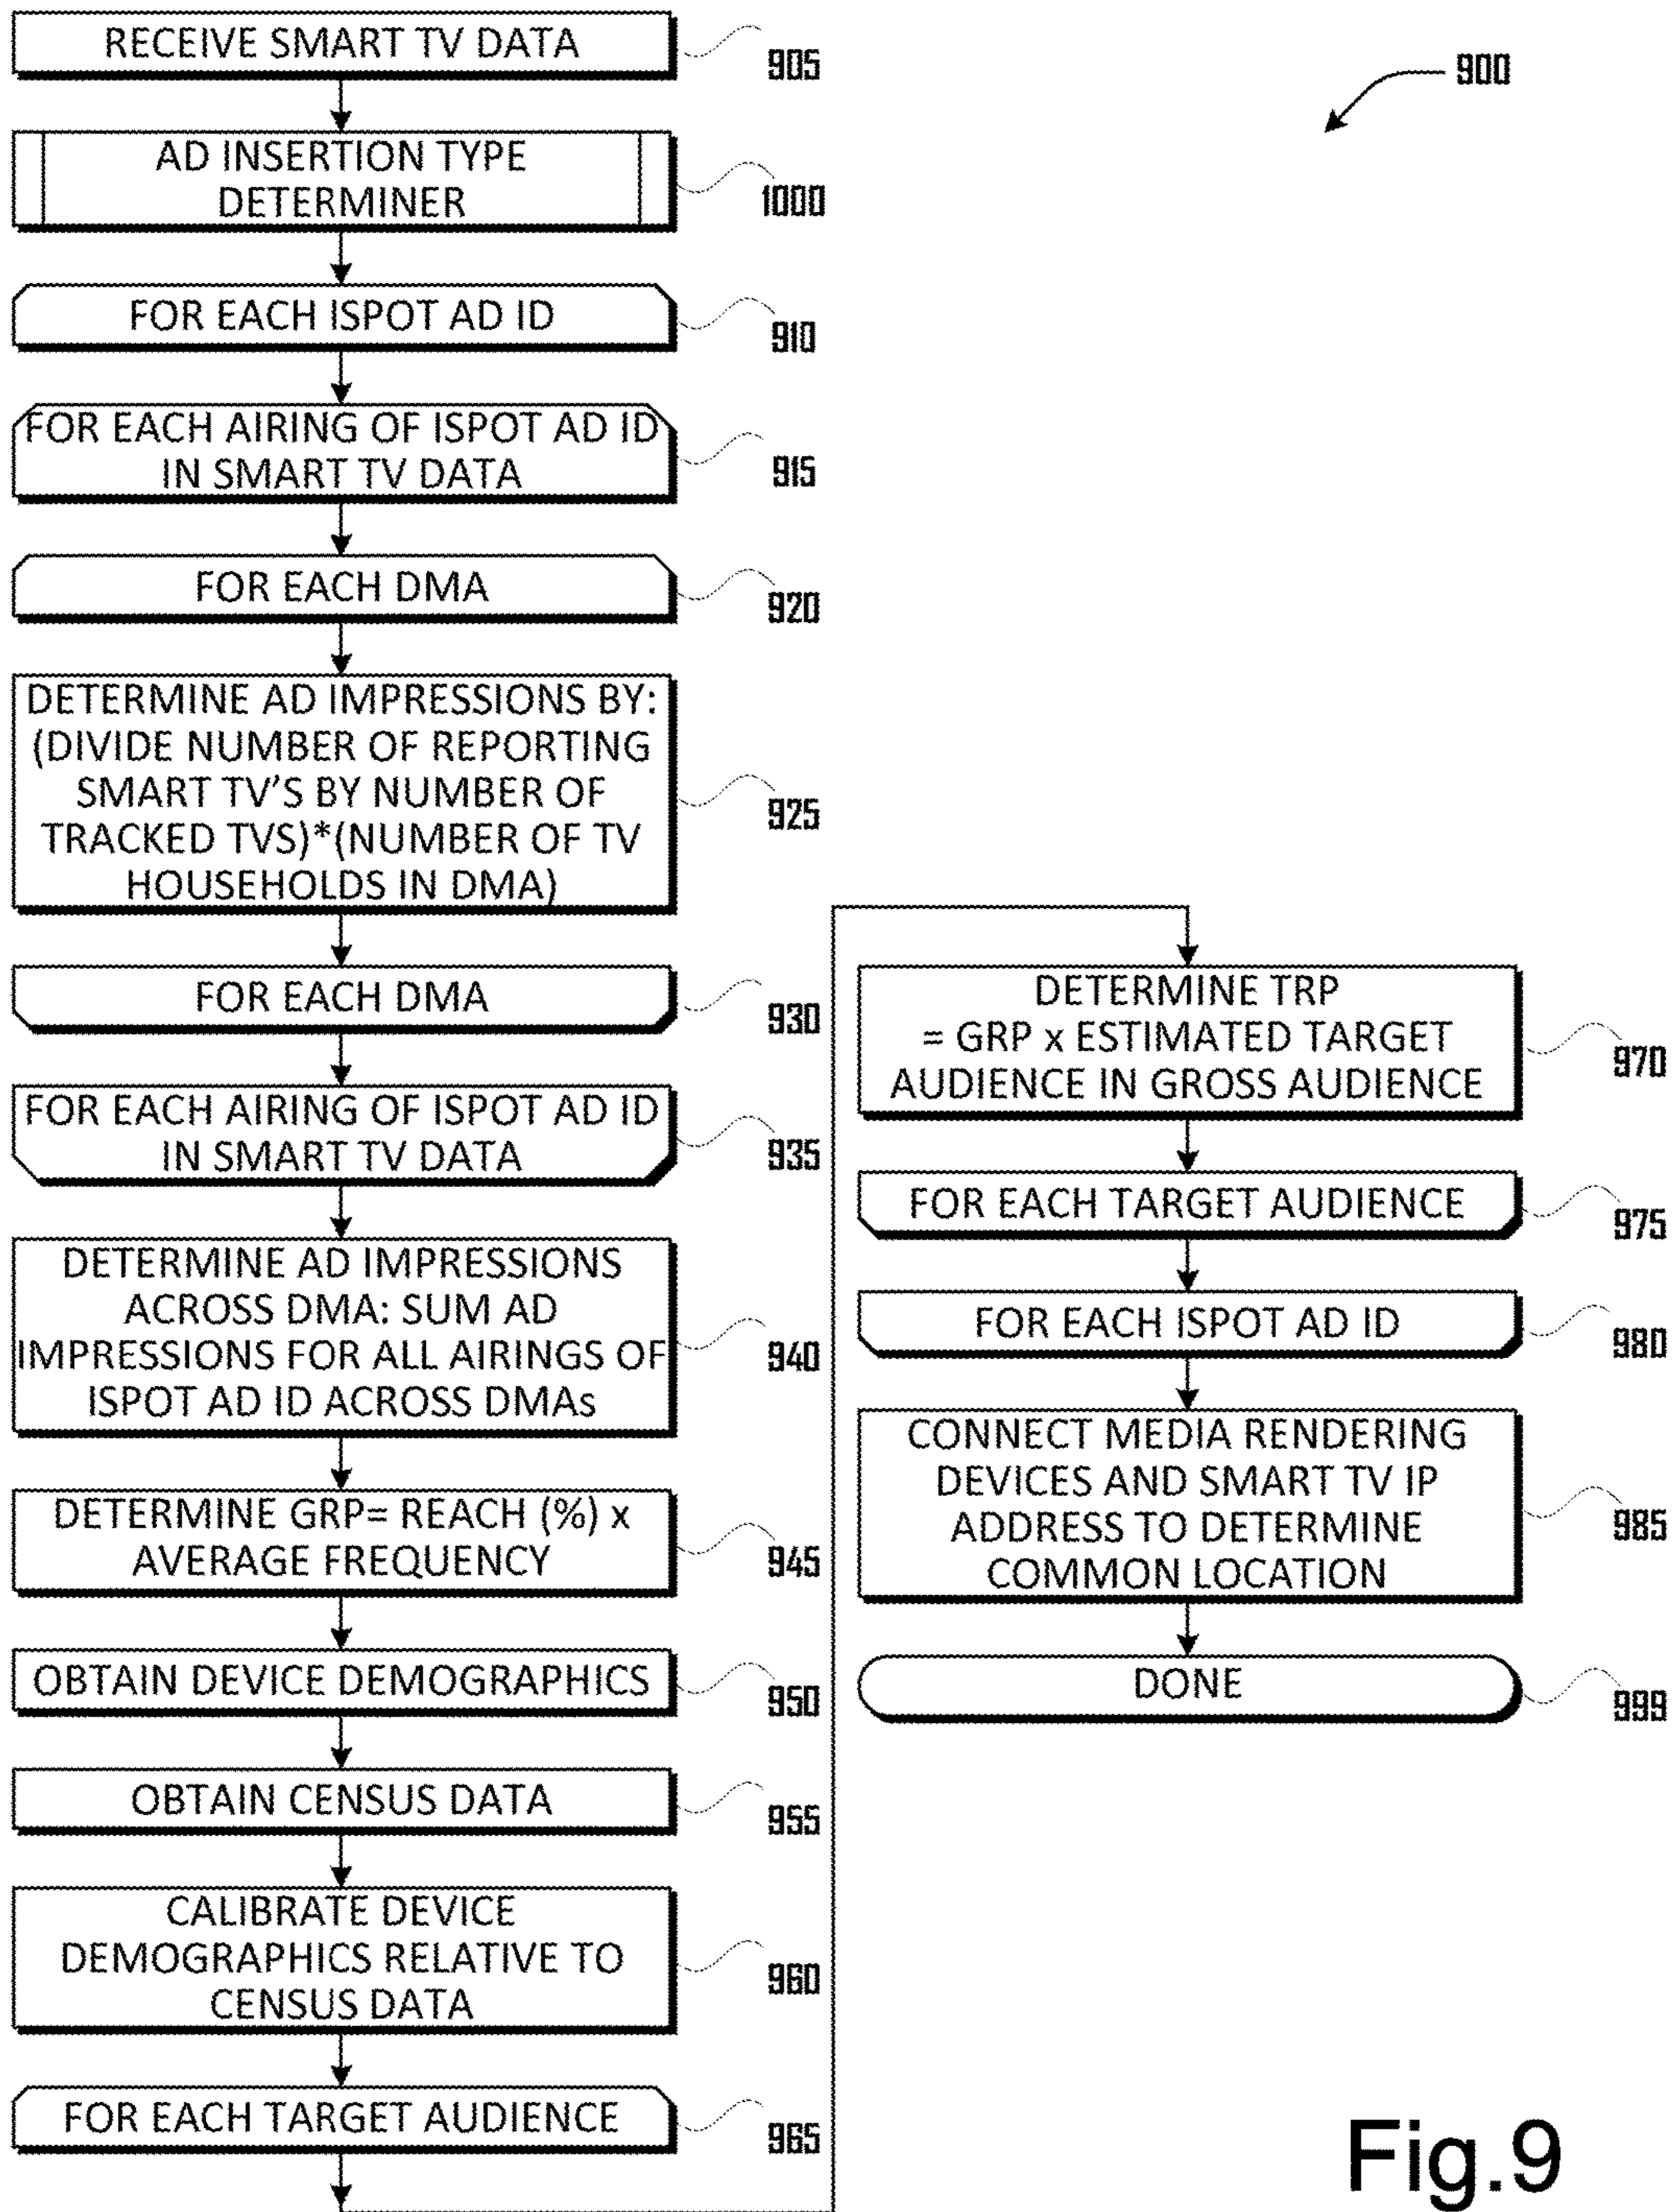 RECEIVE SMART TV DATA
905
900
AD INSERTION TYPE
DETERMINER
1000
FOR EACH ISPOT AD ID
910
FOR EACH AIRING OF ISPOT AD ID
IN SMART TV DATA
915
FOR EACH DMA
920
DETERMINE AD IMPRESSIONS BY:
(DIVIDE NUMBER OF REPORTING
SMART TV'S BY NUMBER OF
TRACKED TVS)*(NUMBER OF TV
HOUSEHOLDS IN DMA)
925
FOR EACH DMA
930
FOR EACH AIRING OF ISPOT AD ID
IN SMART TV DATA
935
DETERMINE AD IMPRESSIONS
ACROSS DMA: SUM AD
IMPRESSIONS FOR ALL AIRINGS OF
ISPOT AD ID ACROSS DMAs
940
DETERMINE GRP= REACH (%) x
AVERAGE FREQUENCY
945
OBTAIN DEVICE DEMOGRAPHICS
950
OBTAIN CENSUS DATA
955
CALIBRATE DEVICE
DEMOGRAPHICS RELATIVE TO
CENSUS DATA
960
FOR EACH TARGET AUDIENCE
965
DETERMINE TRP
= GRP x ESTIMATED TARGET
AUDIENCE IN GROSS AUDIENCE
970
FOR EACH TARGET AUDIENCE
975
FOR EACH ISPOT AD ID
980
CONNECT MEDIA RENDERING
DEVICES AND SMART TV IP
ADDRESS TO DETERMINE
COMMON LOCATION
985
DONE
999
Fig.9